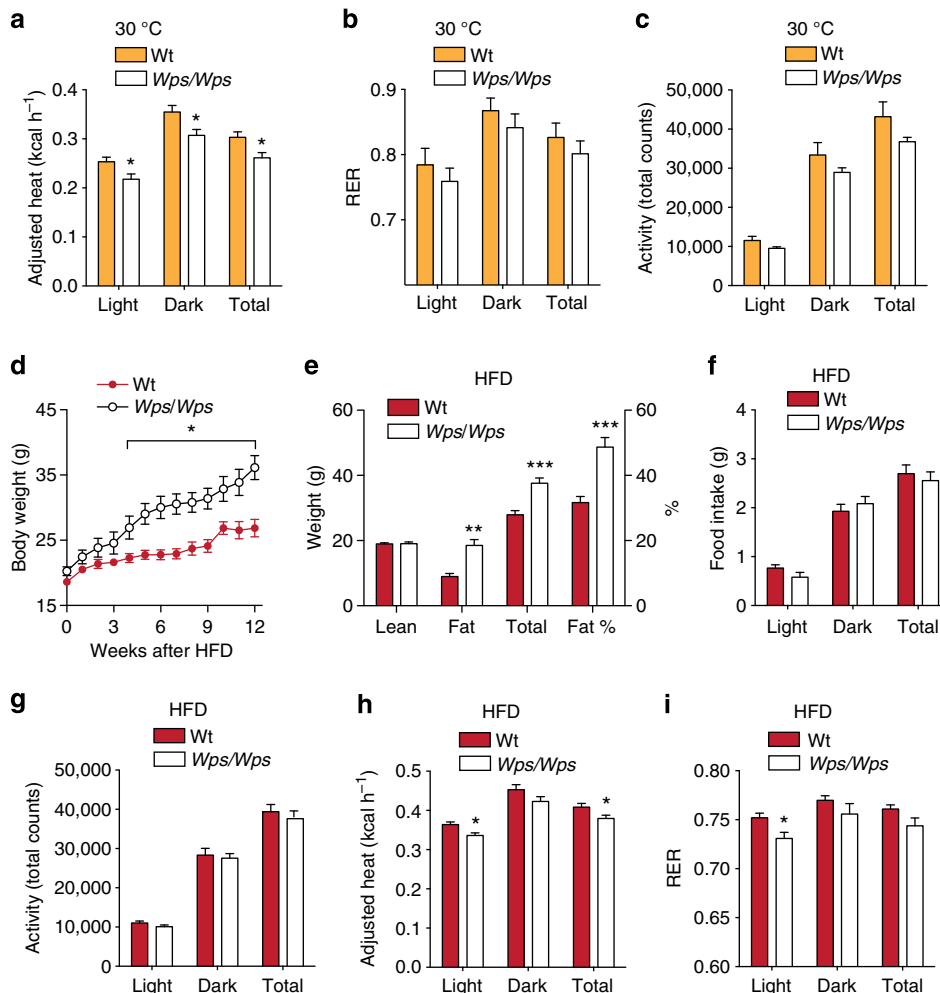 a
30 °C
Wt
Wps/Wps
Adjusted heat (kcal h⁻¹)
0.4
0.3
0.2
0.1
0.0
* * *
Light Dark Total
b
30 °C
Wt
Wps/Wps
RER
0.9
0.8
0.7
Light Dark Total
c
30 °C
Wt
Wps/Wps
Activity (total counts)
50,000
40,000
30,000
20,000
10,000
0
Light Dark Total
d
Wt
Wps/Wps
Body weight (g)
45
35
25
15
*
0 3 6 9 12
Weeks after HFD
e
HFD
Wt
Wps/Wps
Weight (g)
60
40
20
0
** *** ***
60
40
20
0
%
Lean Fat Total Fat %
f
HFD
Wt
Wps/Wps
Food intake (g)
4
3
2
1
0
Light Dark Total
g
HFD
Wt
Wps/Wps
Activity (total counts)
50,000
40,000
30,000
20,000
10,000
0
Light Dark Total
h
HFD
Wt
Wps/Wps
Adjusted heat (kcal h⁻¹)
0.5
0.4
0.3
0.2
0.1
0.0
* *
Light Dark Total
i
HFD
Wt
Wps/Wps
RER
0.80
0.75
0.70
0.65
0.60
*
Light Dark Total